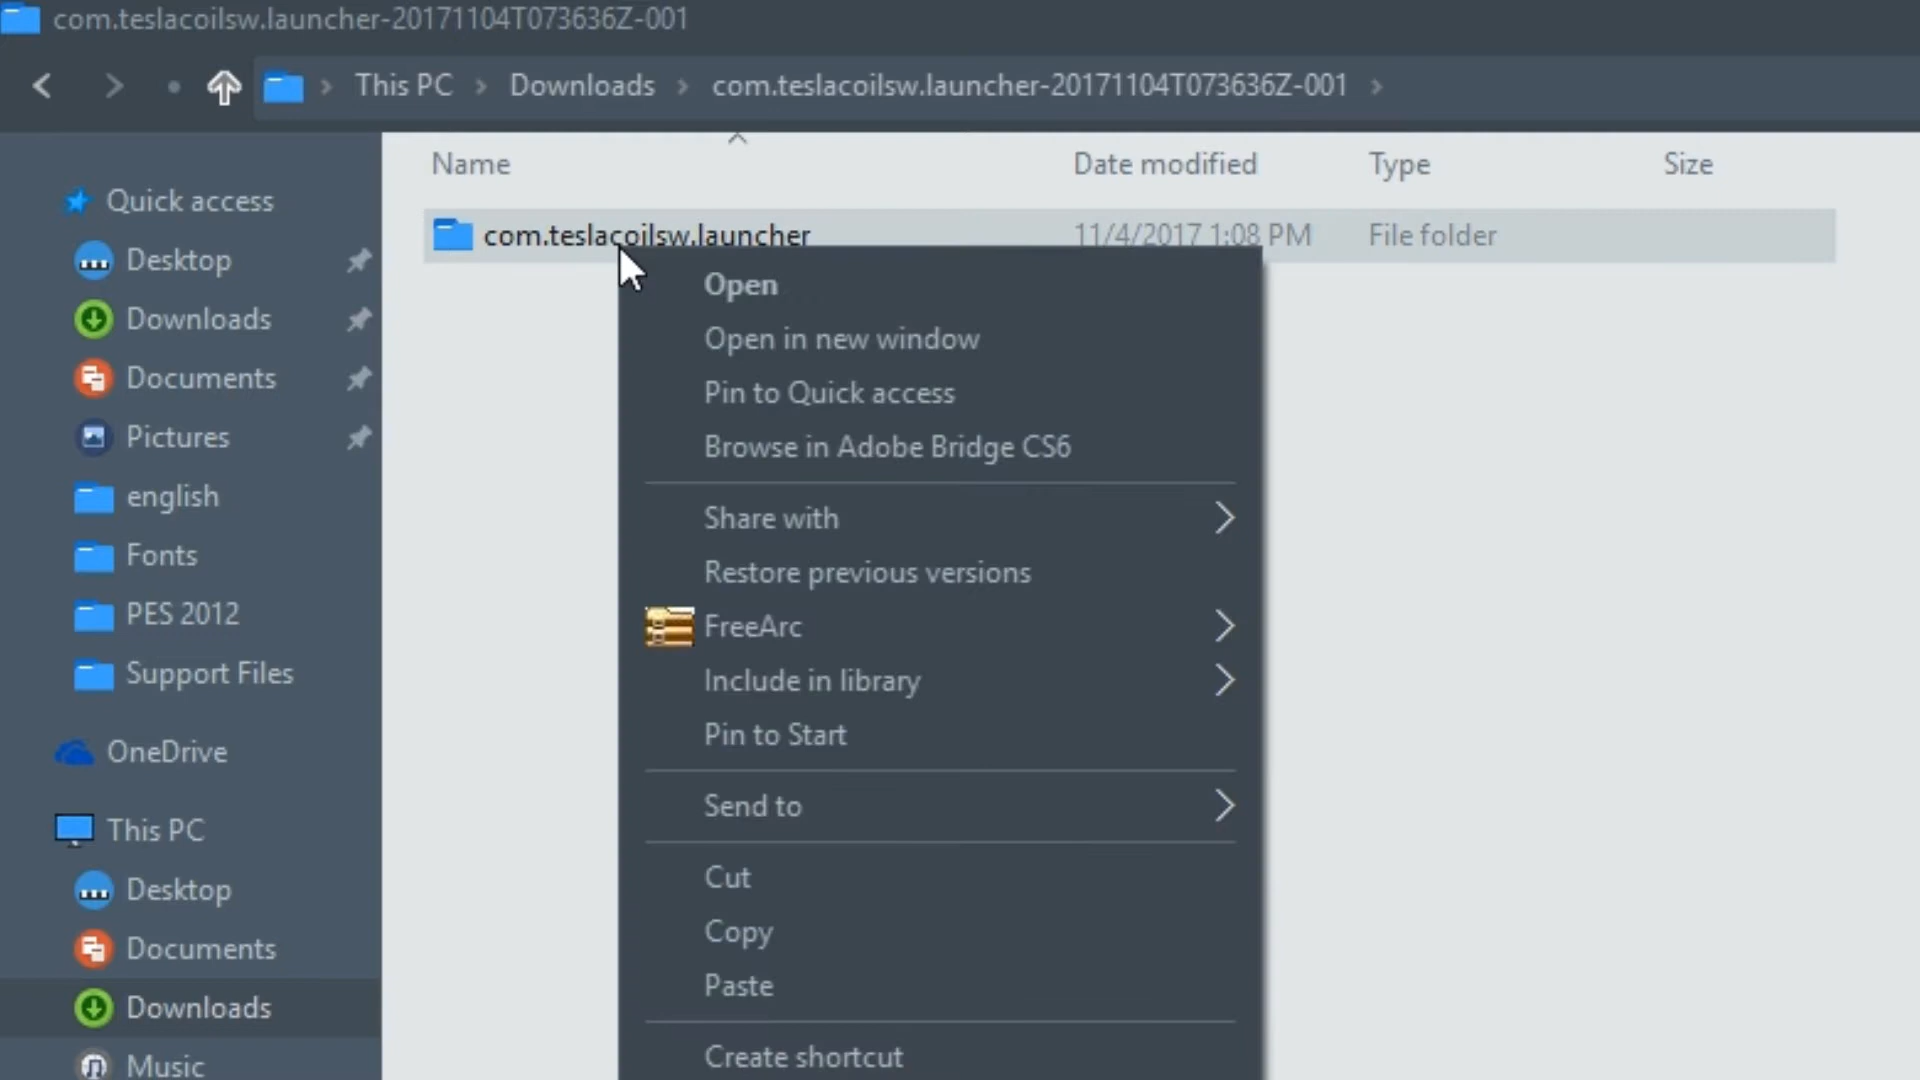 com.teslacoilsw.launcher-20171104T073636Z-001
This PC
Downloads
com.teslacoilsw.launcher-20171104T073636Z-001
Quick access
Desktop
Downloads
Documents
Pictures
english
Fonts
PES 2012
Support Files
OneDrive
This PC
Desktop
Documents
Downloads
Music
Name Date modified Type Size
com.teslacoilsw.launcher 11/4/2017 1:08 PM File folder
Open
Open in new window
Pin to Quick access
Browse in Adobe Bridge CS6
Share with
Restore previous versions
FreeArc
Include in library
Pin to Start
Send to
Cut
Copy
Paste
Create shortcut